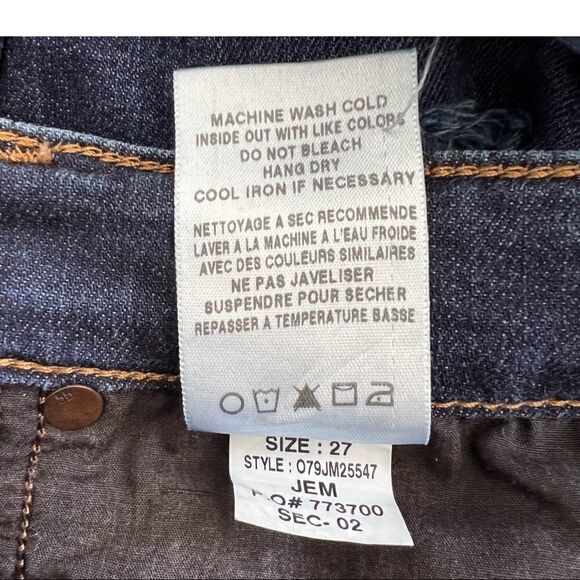 MACHINE WASH COLD
INSIDE OUT WITH LIKE COLORS
DO NOT BLEACH
HANG DRY
COOL IRON IF NECESSARY
NETTOYAGE A SEC RECOMMENDE
LAVER A LA MACHINE A L'EAU FROIDE
AVEC DES COULEURS SIMILAIRES
NE PAS JAVELISER
SUSPENDRE POUR SECHER
REPASSER A TEMPERATURE BASSE
SIZE : 27
STYLE : O79JM25547
JEM
P.O# 773700
SEC- 02